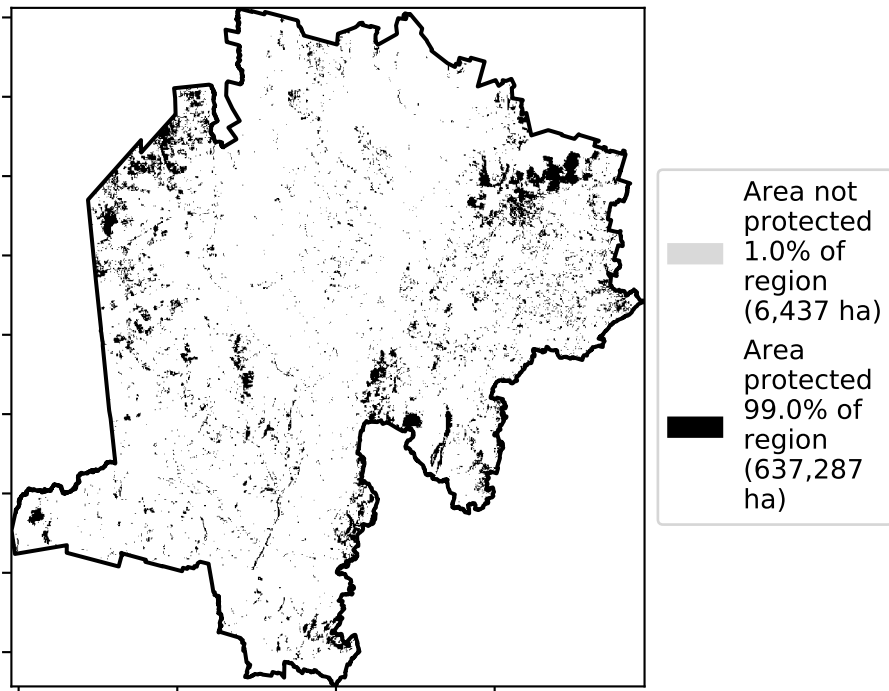 Area not
protected
1.0% of
region
(6,437 ha)
Area
protected
99.0% of
region
(637,287
ha)